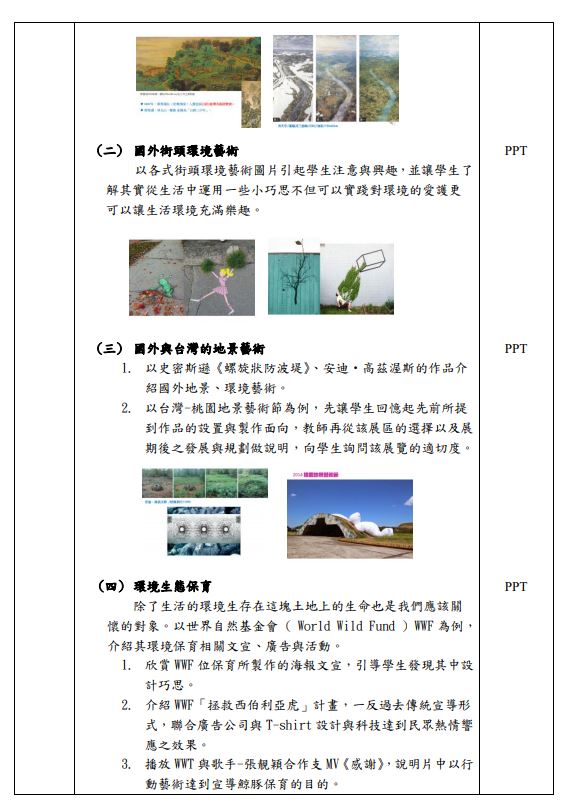 (二) 國外街頭環境藝術
PPT
以各式街頭環境藝術圖片引起學生注意與興趣，並讓學生了
解其實從生活中運用一些小巧思不但可以實踐對環境的愛護更
可以讓生活環境充滿樂趣。
(三) 國外與台灣的地景藝術
PPT
1. 以史密斯遜《螺旋狀防波堤》、安迪・高茲渥斯的作品介
紹國外地景、環境藝術。
2. 以台灣-桃園地景藝術節為例，先讓學生回憶起先前所提
到作品的設置與製作面向，教師再從該展區的選擇以及展
期後之發展與規劃做說明，向學生詢問該展覽的適切度。
2014 桃園地景藝術節
(四) 環境生態保育
PPT
除了生活的環境生存在這塊土地上的生命也是我們應該關
懷的對象。以世界自然基金會（ World Wild Fund ）WWF 為例，
介紹其環境保育相關文宣、廣告與活動。
1. 欣賞 WWF 位保育所製作的海報文宣，引導學生發現其中設
計巧思。
2. 介紹 WWF「拯救西伯利亞虎」計畫，一反過去傳統宣導形
式，聯合廣告公司與 T-shirt 設計與科技達到民眾熱情響
應之效果。
3. 播放 WWT 與歌手-張靚穎合作支 MV《感謝》，說明片中以行
動藝術達到宣導鯨豚保育的目的。